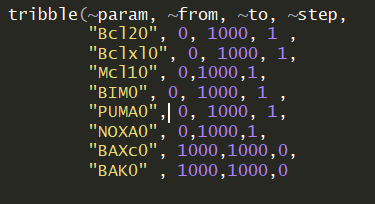 tribble(~param, ~from, ~to, ~step,
"Bcl20", 0, 1000, 1 ,
"Bclxl0", 0, 1000, 1,
"Mcl10", 0,1000,1,
"BIM0", 0, 1000, 1 ,
"PUMA0", 0, 1000, 1,
"NOXA0", 0,1000,1,
"BAXc0", 1000,1000,0,
"BAK0" , 1000,1000,0